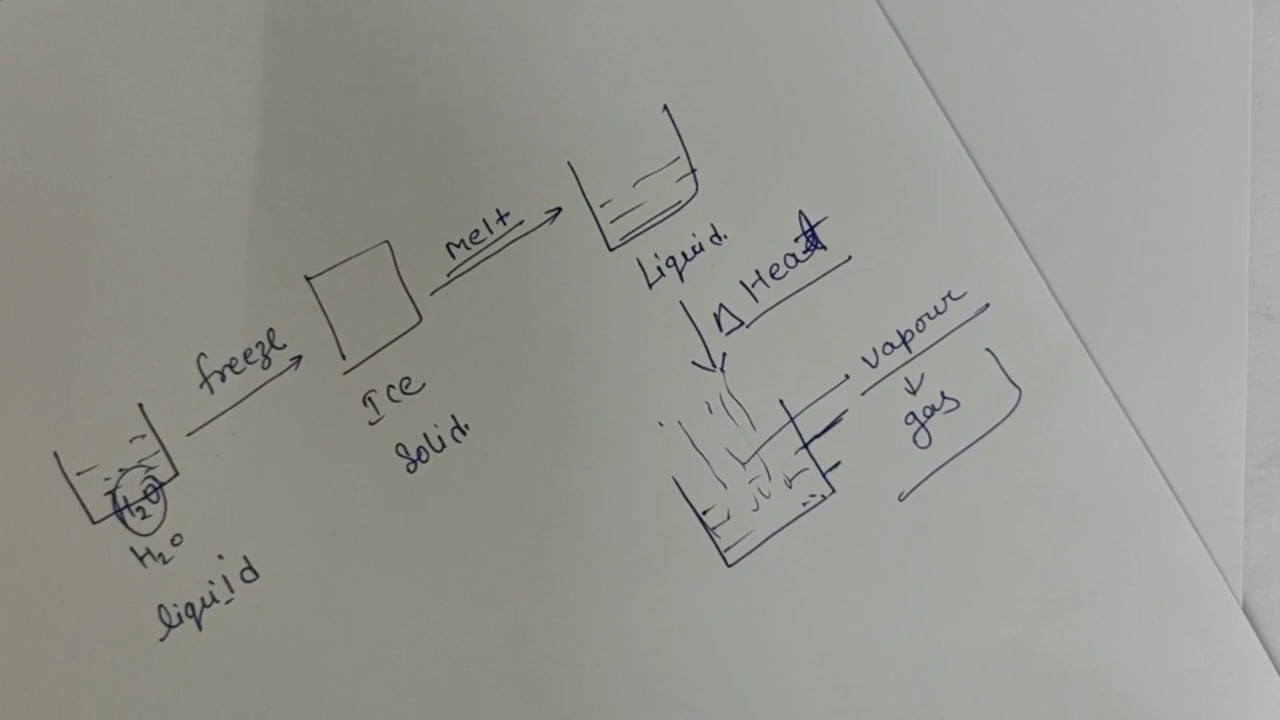 H2O
H2O
liquid
freeze
Ice
Solid.
Melt
Liquid.
Δ Heat
vapour
gas